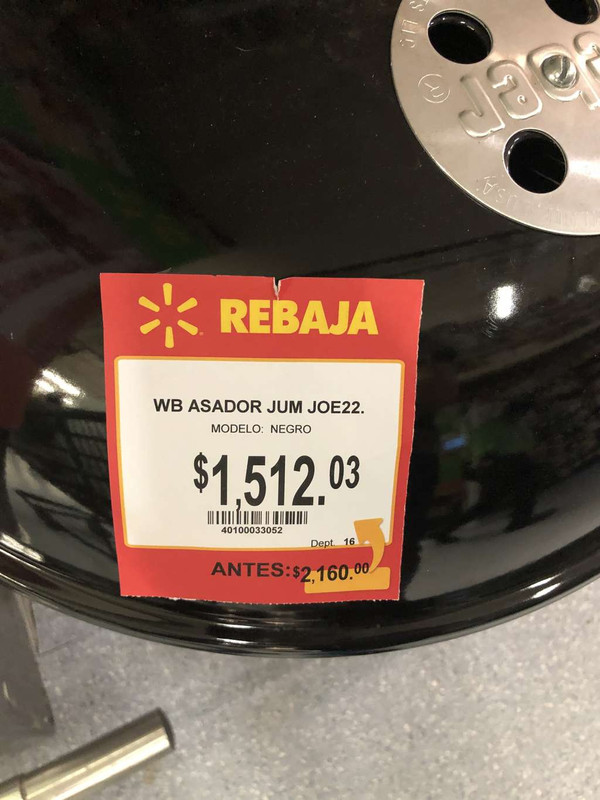 REBAJA
WB ASADOR JUM JOE22.
MODELO: NEGRO
$1,512.03
40100033052
Dept. 16
ANTES:$2,160.00